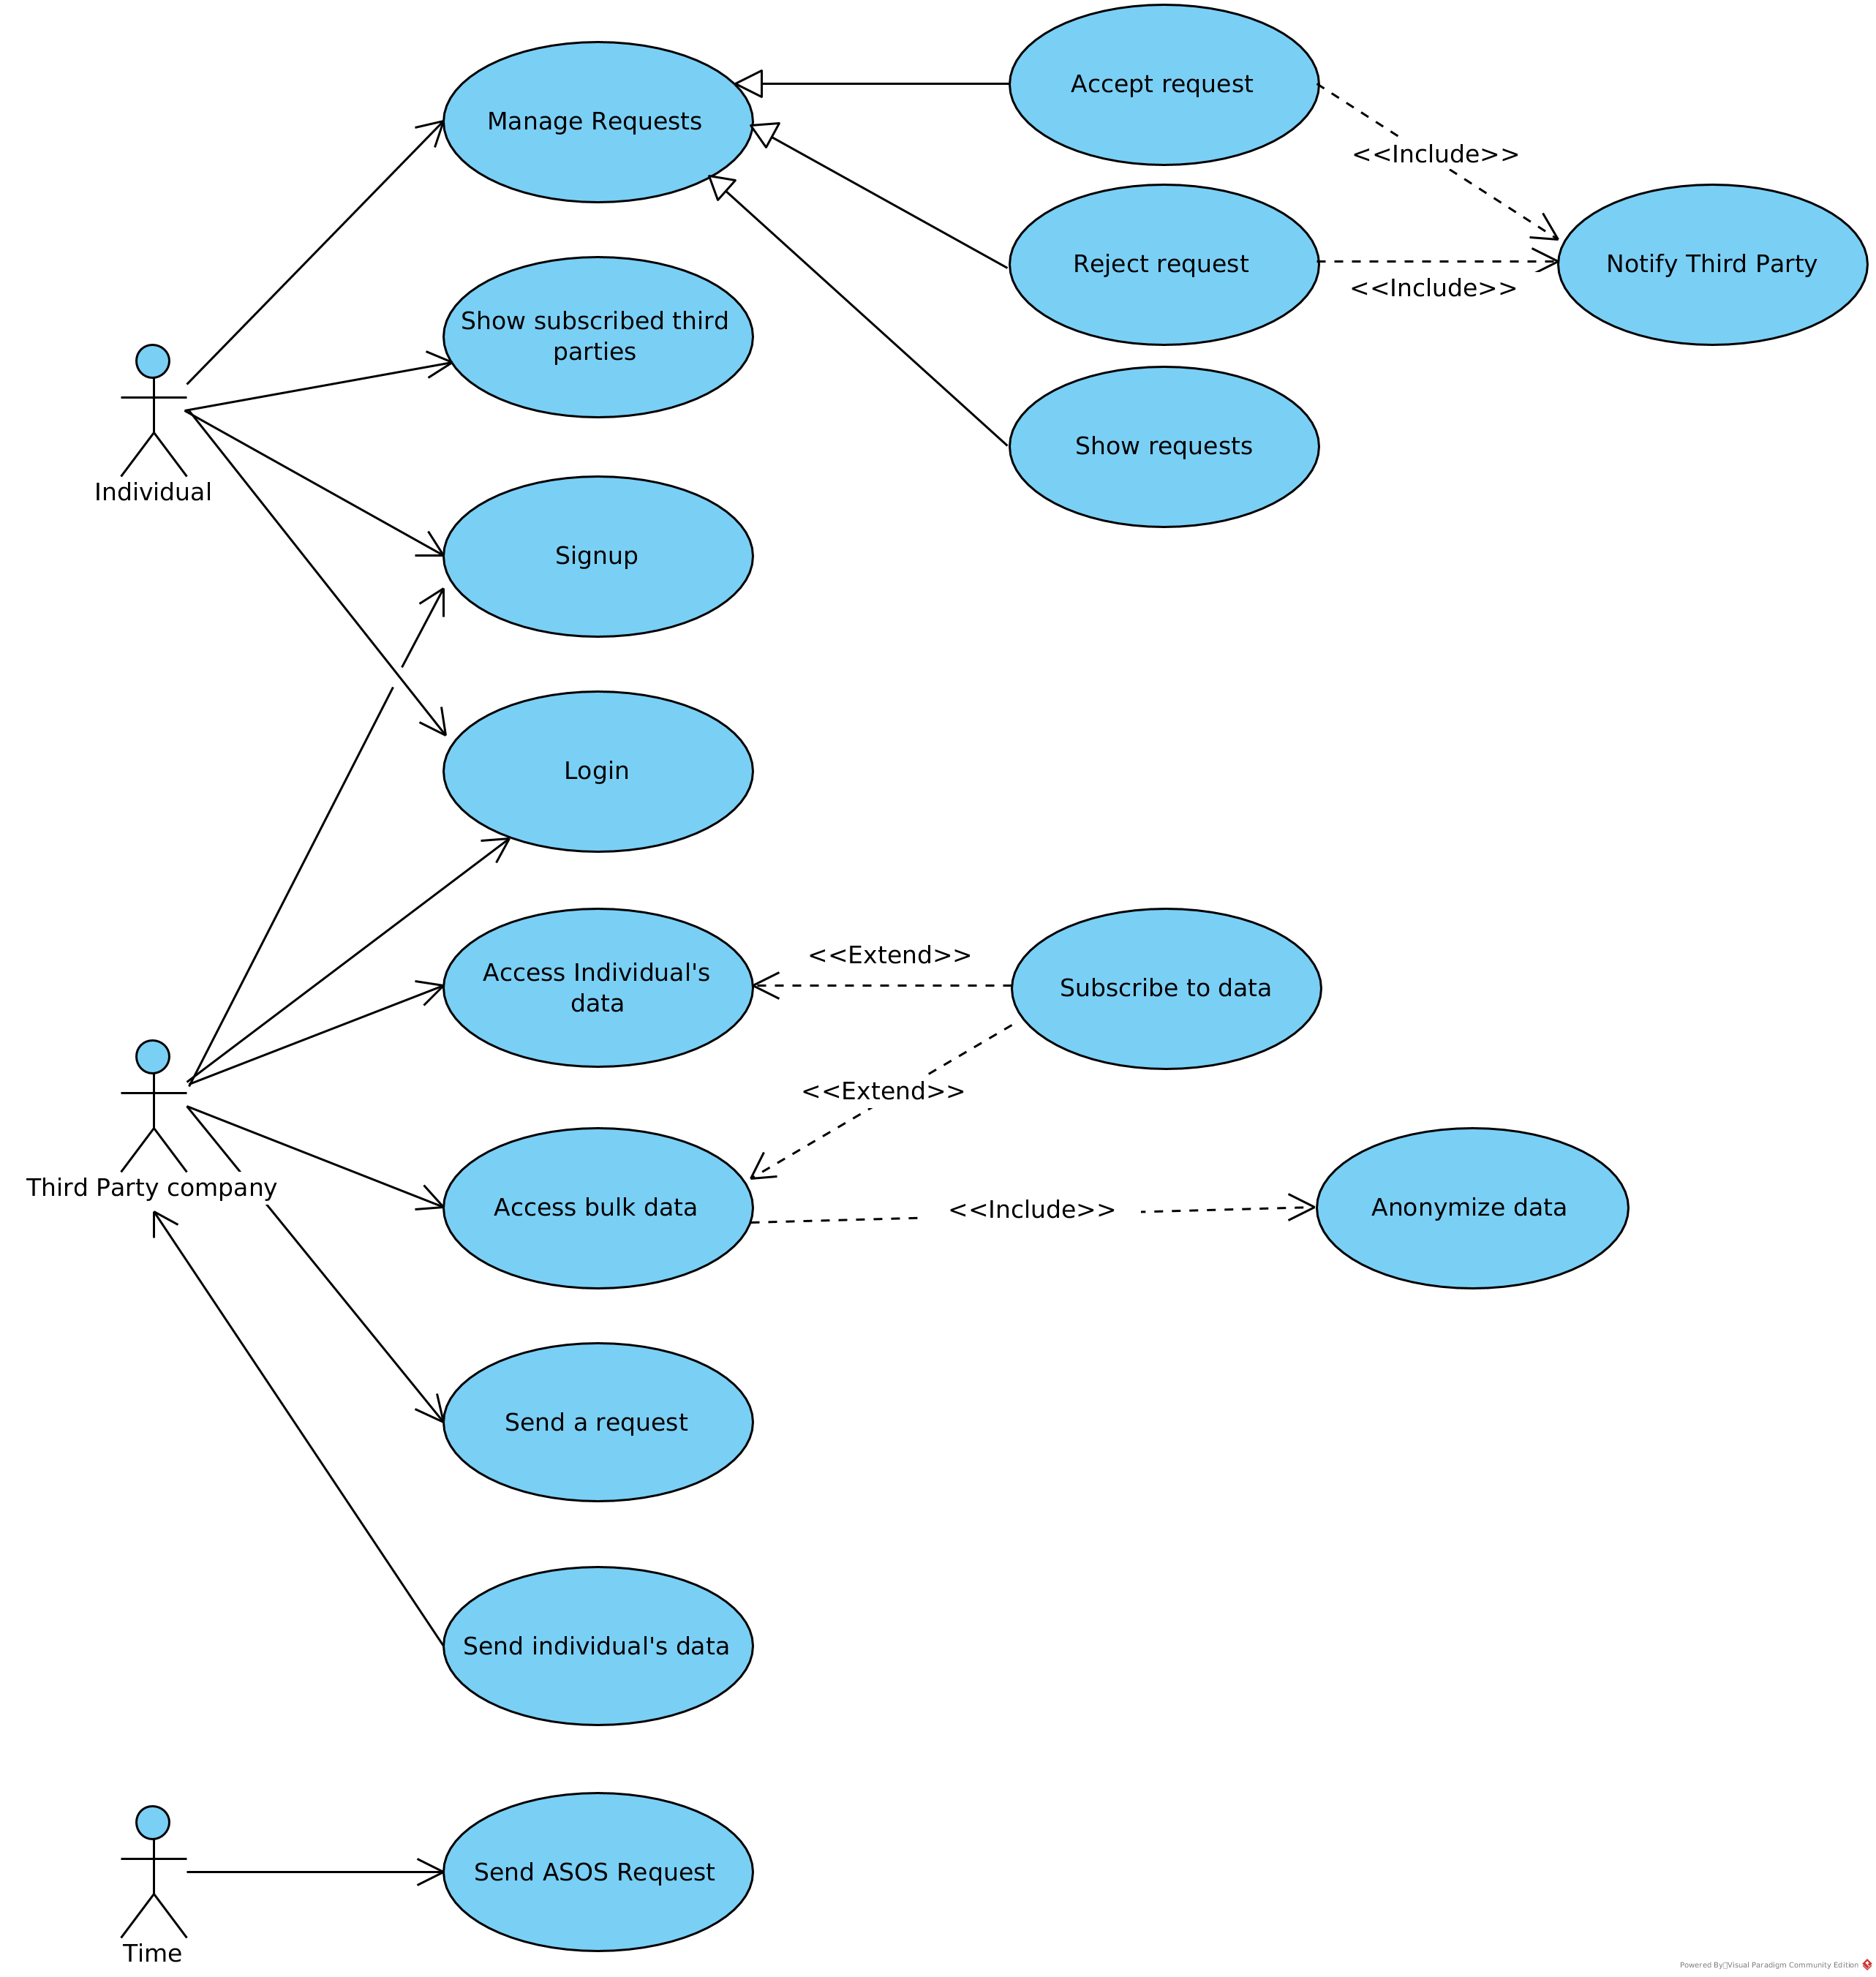 Manage Requests
Accept request
<<Include>>
Reject request
Notify Third Party
<<Include>>
Show subscribed third
parties
Show requests
Individual
Signup
Login
<<Extend>>
Access Individual's
data
Subscribe to data
<<Extend>>
Third Party company
Access bulk data
<<Include>>
Anonymize data
Send a request
Send individual's data
Send ASOS Request
Time
Powered By Visual Paradigm Community Edition